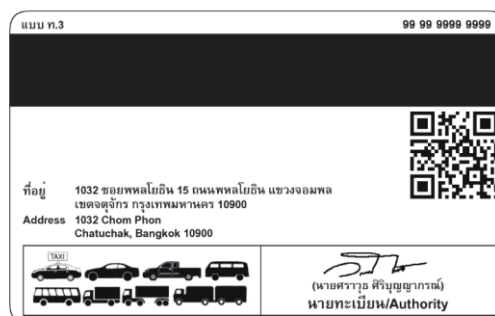 แบบ ท.3
99 99 9999 9999
ที่อยู่ 1032 ซอยพหลโยธิน 15 ถนนพหลโยธิน แขวงจอมพล
เขตจตุจักร กรุงเทพมหานคร 10900
Address 1032 Chom Phon
Chatuchak, Bangkok 10900
TAXI
(นายศราวุธ ศิริบุญญาภรณ์)
นายทะเบียน/Authority